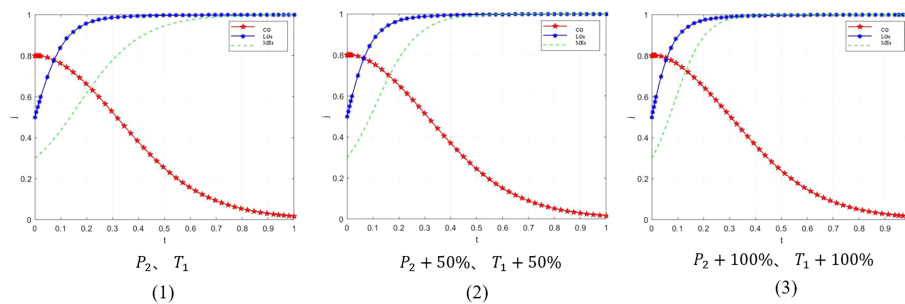 1
0.8
0.6
0.4
0.2
0
j
0 0.1 0.2 0.3 0.4 0.5 0.6 0.7 0.8 0.9 1
t
CG
LGs
MEs
P₂、 T₁
(1)
1
0.8
0.6
0.4
0.2
0
j
0 0.1 0.2 0.3 0.4 0.5 0.6 0.7 0.8 0.9 1
t
CG
LGs
MEs
P₂ + 50%、 T₁ + 50%
(2)
1
0.8
0.6
0.4
0.2
0
j
0 0.1 0.2 0.3 0.4 0.5 0.6 0.7 0.8 0.9
t
CG
LGs
MEs
P₂ + 100%、 T₁ + 100%
(3)